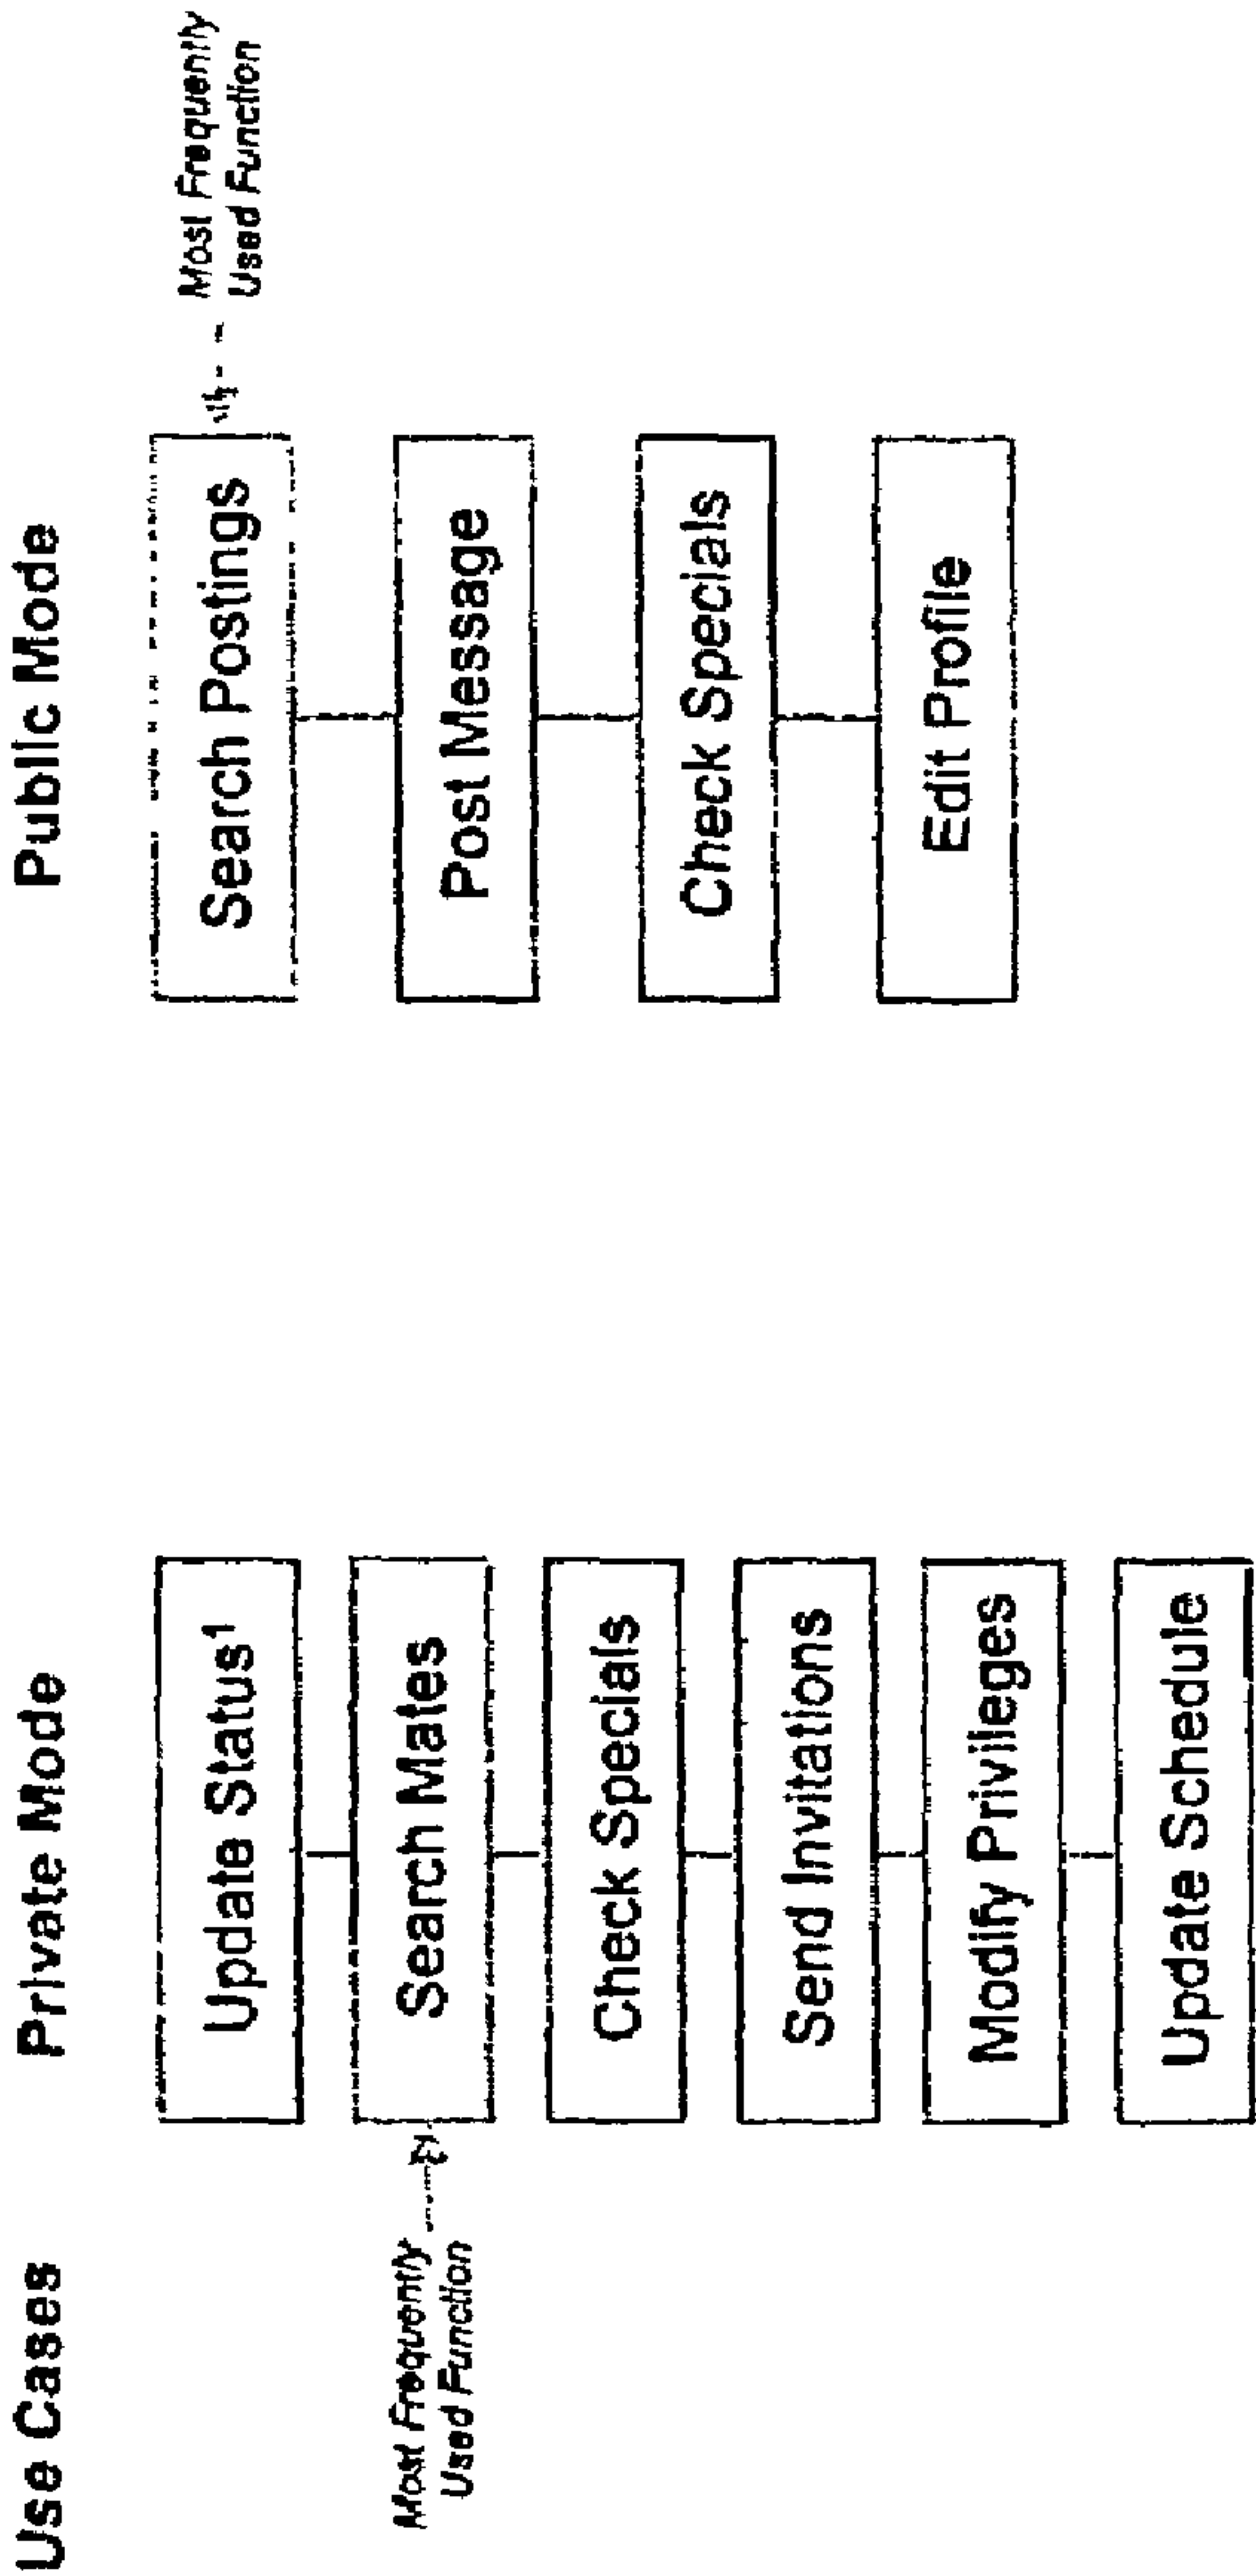 Use Cases
Private Mode
Public Mode
Update Status¹
Most Frequently
Used Function
Search Mates
Check Specials
Send Invitations
Modify Privileges
Update Schedule
Search Postings
Most Frequently
Used Function
Post Message
Check Specials
Edit Profile